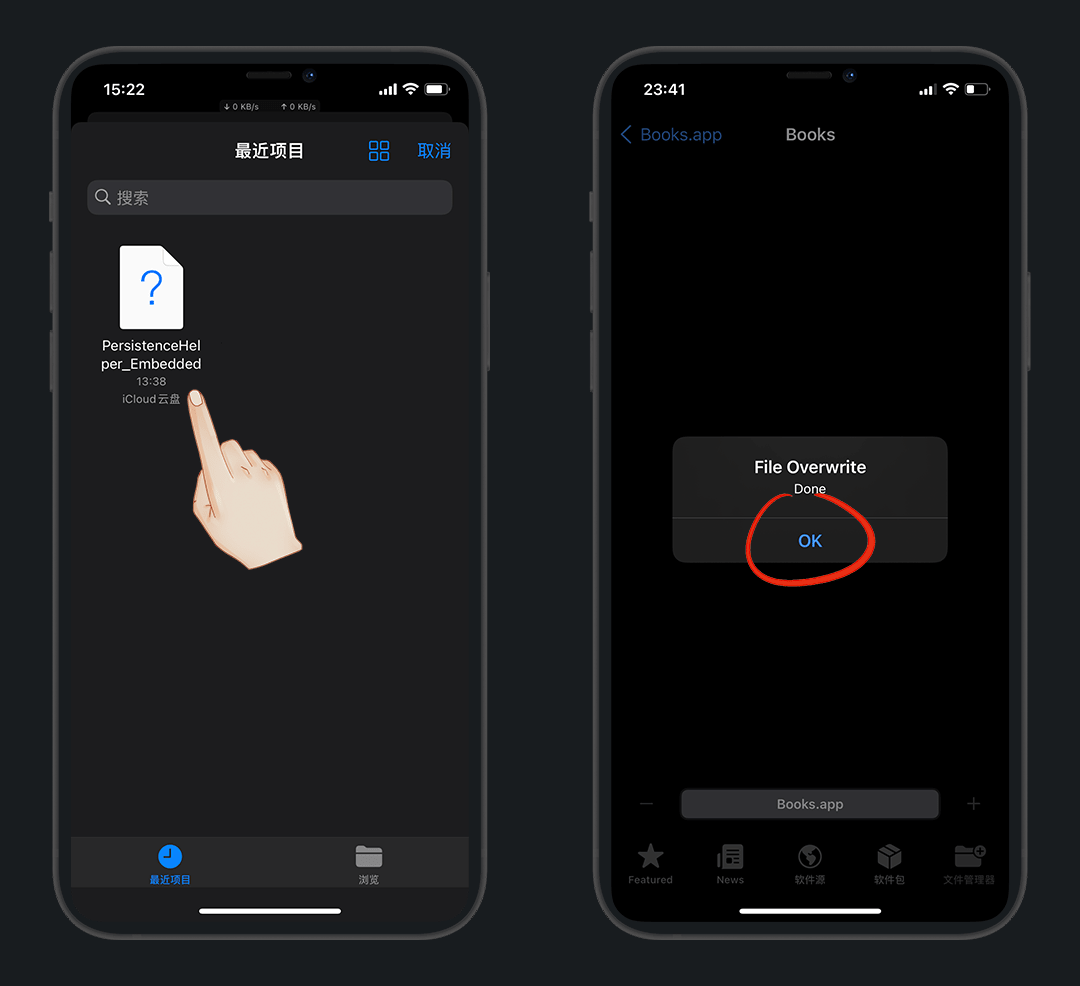 15:22
↓ 0 KB/s ↑ 0 KB/s
最近项目 取消
搜索
?
PersistenceHel
per_Embedded
13:38
iCloud云盘
最近项目 浏览
23:41
Books.app Books
File Overwrite
Done
OK
Books.app
Featured News 软件源 软件包 文件管理器